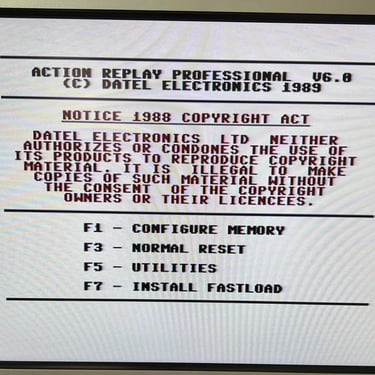 ACTION REPLAY PROFESSIONAL V6.0
(C) DATEL ELECTRONICS 1989
NOTICE 1988 COPYRIGHT ACT
DATEL ELECTRONICS LTD NEITHER
AUTHORIZES OR CONDONES THE USE OF
ITS PRODUCTS TO REPRODUCE COPYRIGHT
MATERIAL. IT IS ILLEGAL TO MAKE
COPIES OF SUCH MATERIAL WITHOUT
THE CONSENT OF THE COPYRIGHT
OWNERS OR THEIR LICENCEES.
F1 - CONFIGURE MEMORY
F3 - NORMAL RESET
F5 - UTILITIES
F7 - INSTALL FASTLOAD